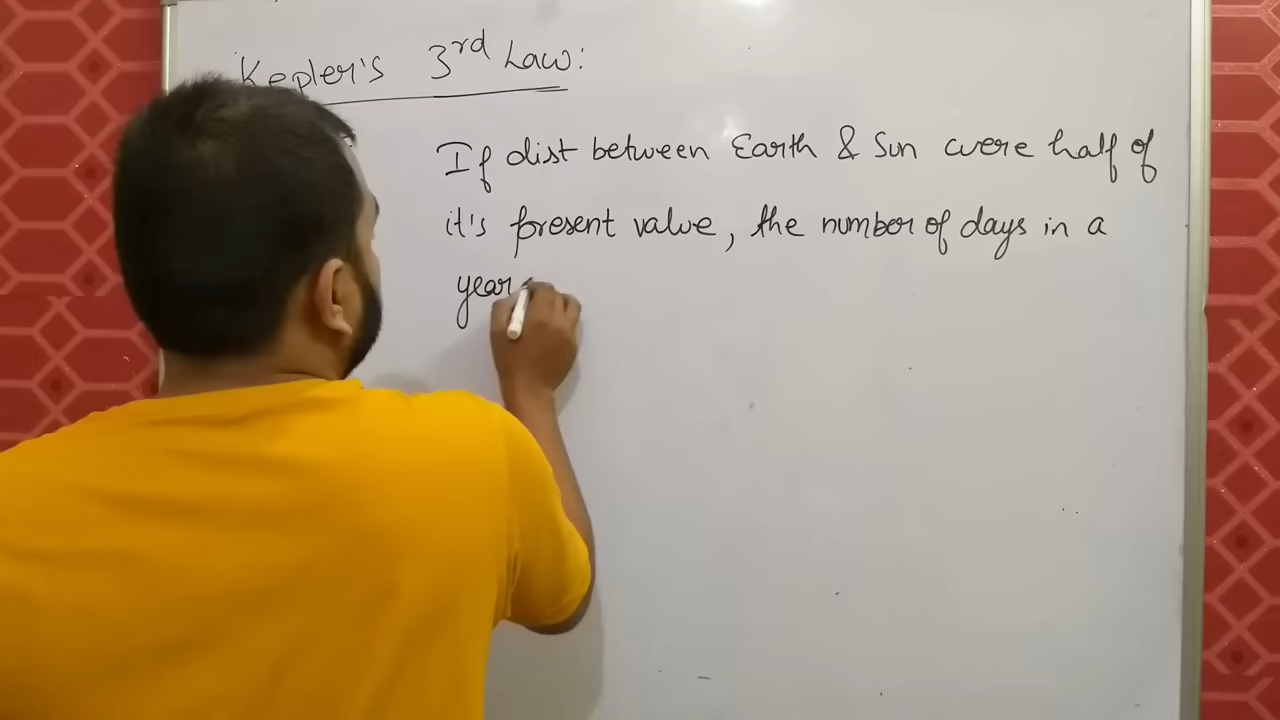 Kepler's 3rd Law:
If dist between Earth & Sun were half of
it's present value, the number of days in a
year